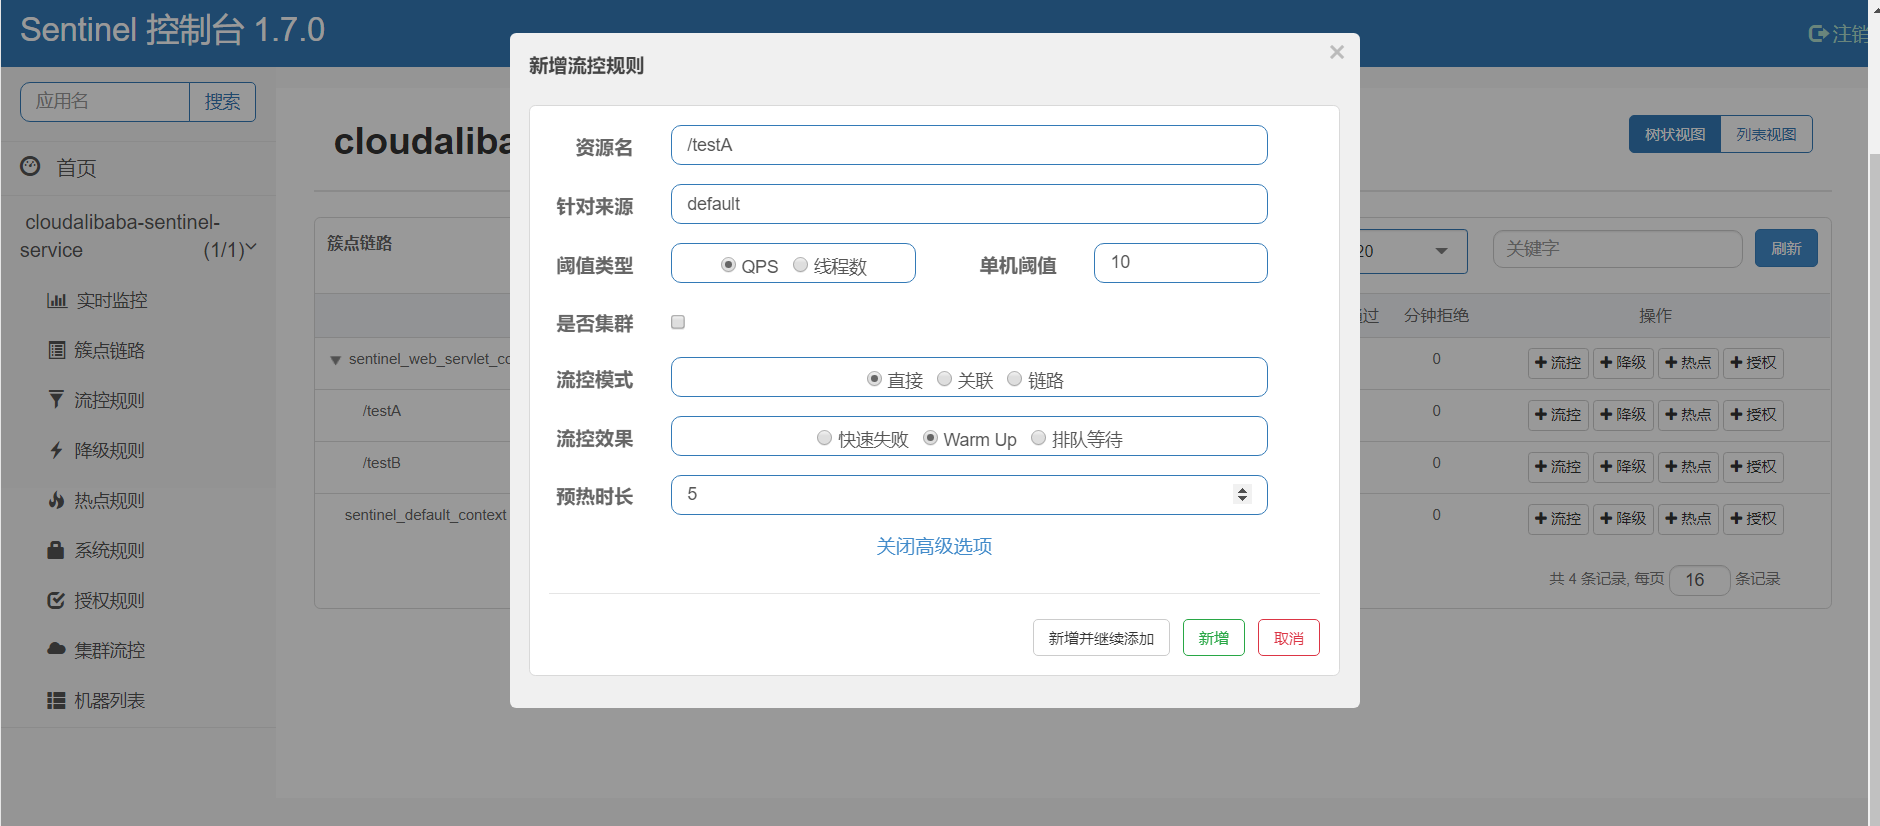 Sentinel 控制台 1.7.0
注销
应用名
搜索
首页
cloudalibaba-sentinel-
service
(1/1)
实时监控
簇点链路
流控规则
降级规则
热点规则
系统规则
授权规则
集群流控
机器列表
cloudaliba
树状视图
列表视图
簇点链路
20
关键字
刷新
过
分钟拒绝
操作
sentinel_web_servlet_co
0
流控
降级
热点
授权
/testA
0
流控
降级
热点
授权
/testB
0
流控
降级
热点
授权
sentinel_default_context
0
流控
降级
热点
授权
共 4 条记录, 每页 16 条记录
新增流控规则
×
资源名
/testA
针对来源
default
阈值类型
QPS
线程数
单机阈值
10
是否集群
流控模式
直接
关联
链路
流控效果
快速失败
Warm Up
排队等待
预热时长
5
关闭高级选项
新增并继续添加
新增
取消